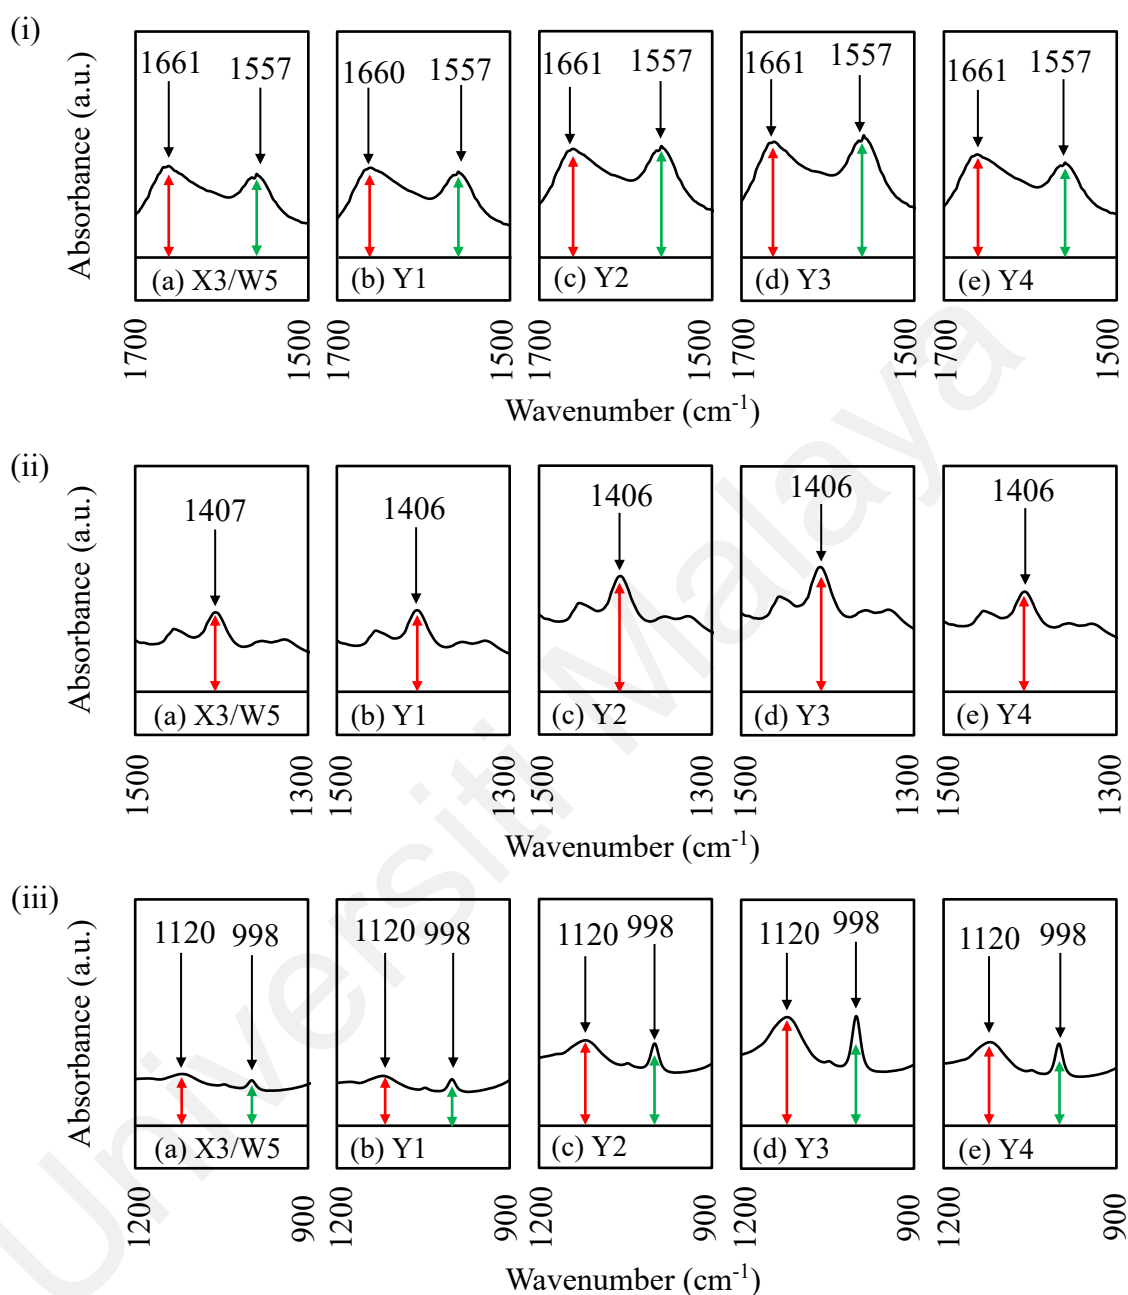 (i)
Absorbance (a.u.)
1661 1557
1660 1557
1661 1557
1661 1557
1661 1557
(a) X3/W5
(b) Y1
(c) Y2
(d) Y3
(e) Y4
1700 1500 1700 1500 1700 1500 1700 1500 1700 1500
Wavenumber (cm⁻¹)
(ii)
Absorbance (a.u.)
1407
1406
1406
1406
1406
(a) X3/W5
(b) Y1
(c) Y2
(d) Y3
(e) Y4
1500 1300 1500 1300 1500 1300 1500 1300 1500 1300
Wavenumber (cm⁻¹)
(iii)
Absorbance (a.u.)
1120 998
1120 998
1120 998
1120 998
1120 998
(a) X3/W5
(b) Y1
(c) Y2
(d) Y3
(e) Y4
1200 900 1200 900 1200 900 1200 900 1200 900
Wavenumber (cm⁻¹)
Universiti Malaya